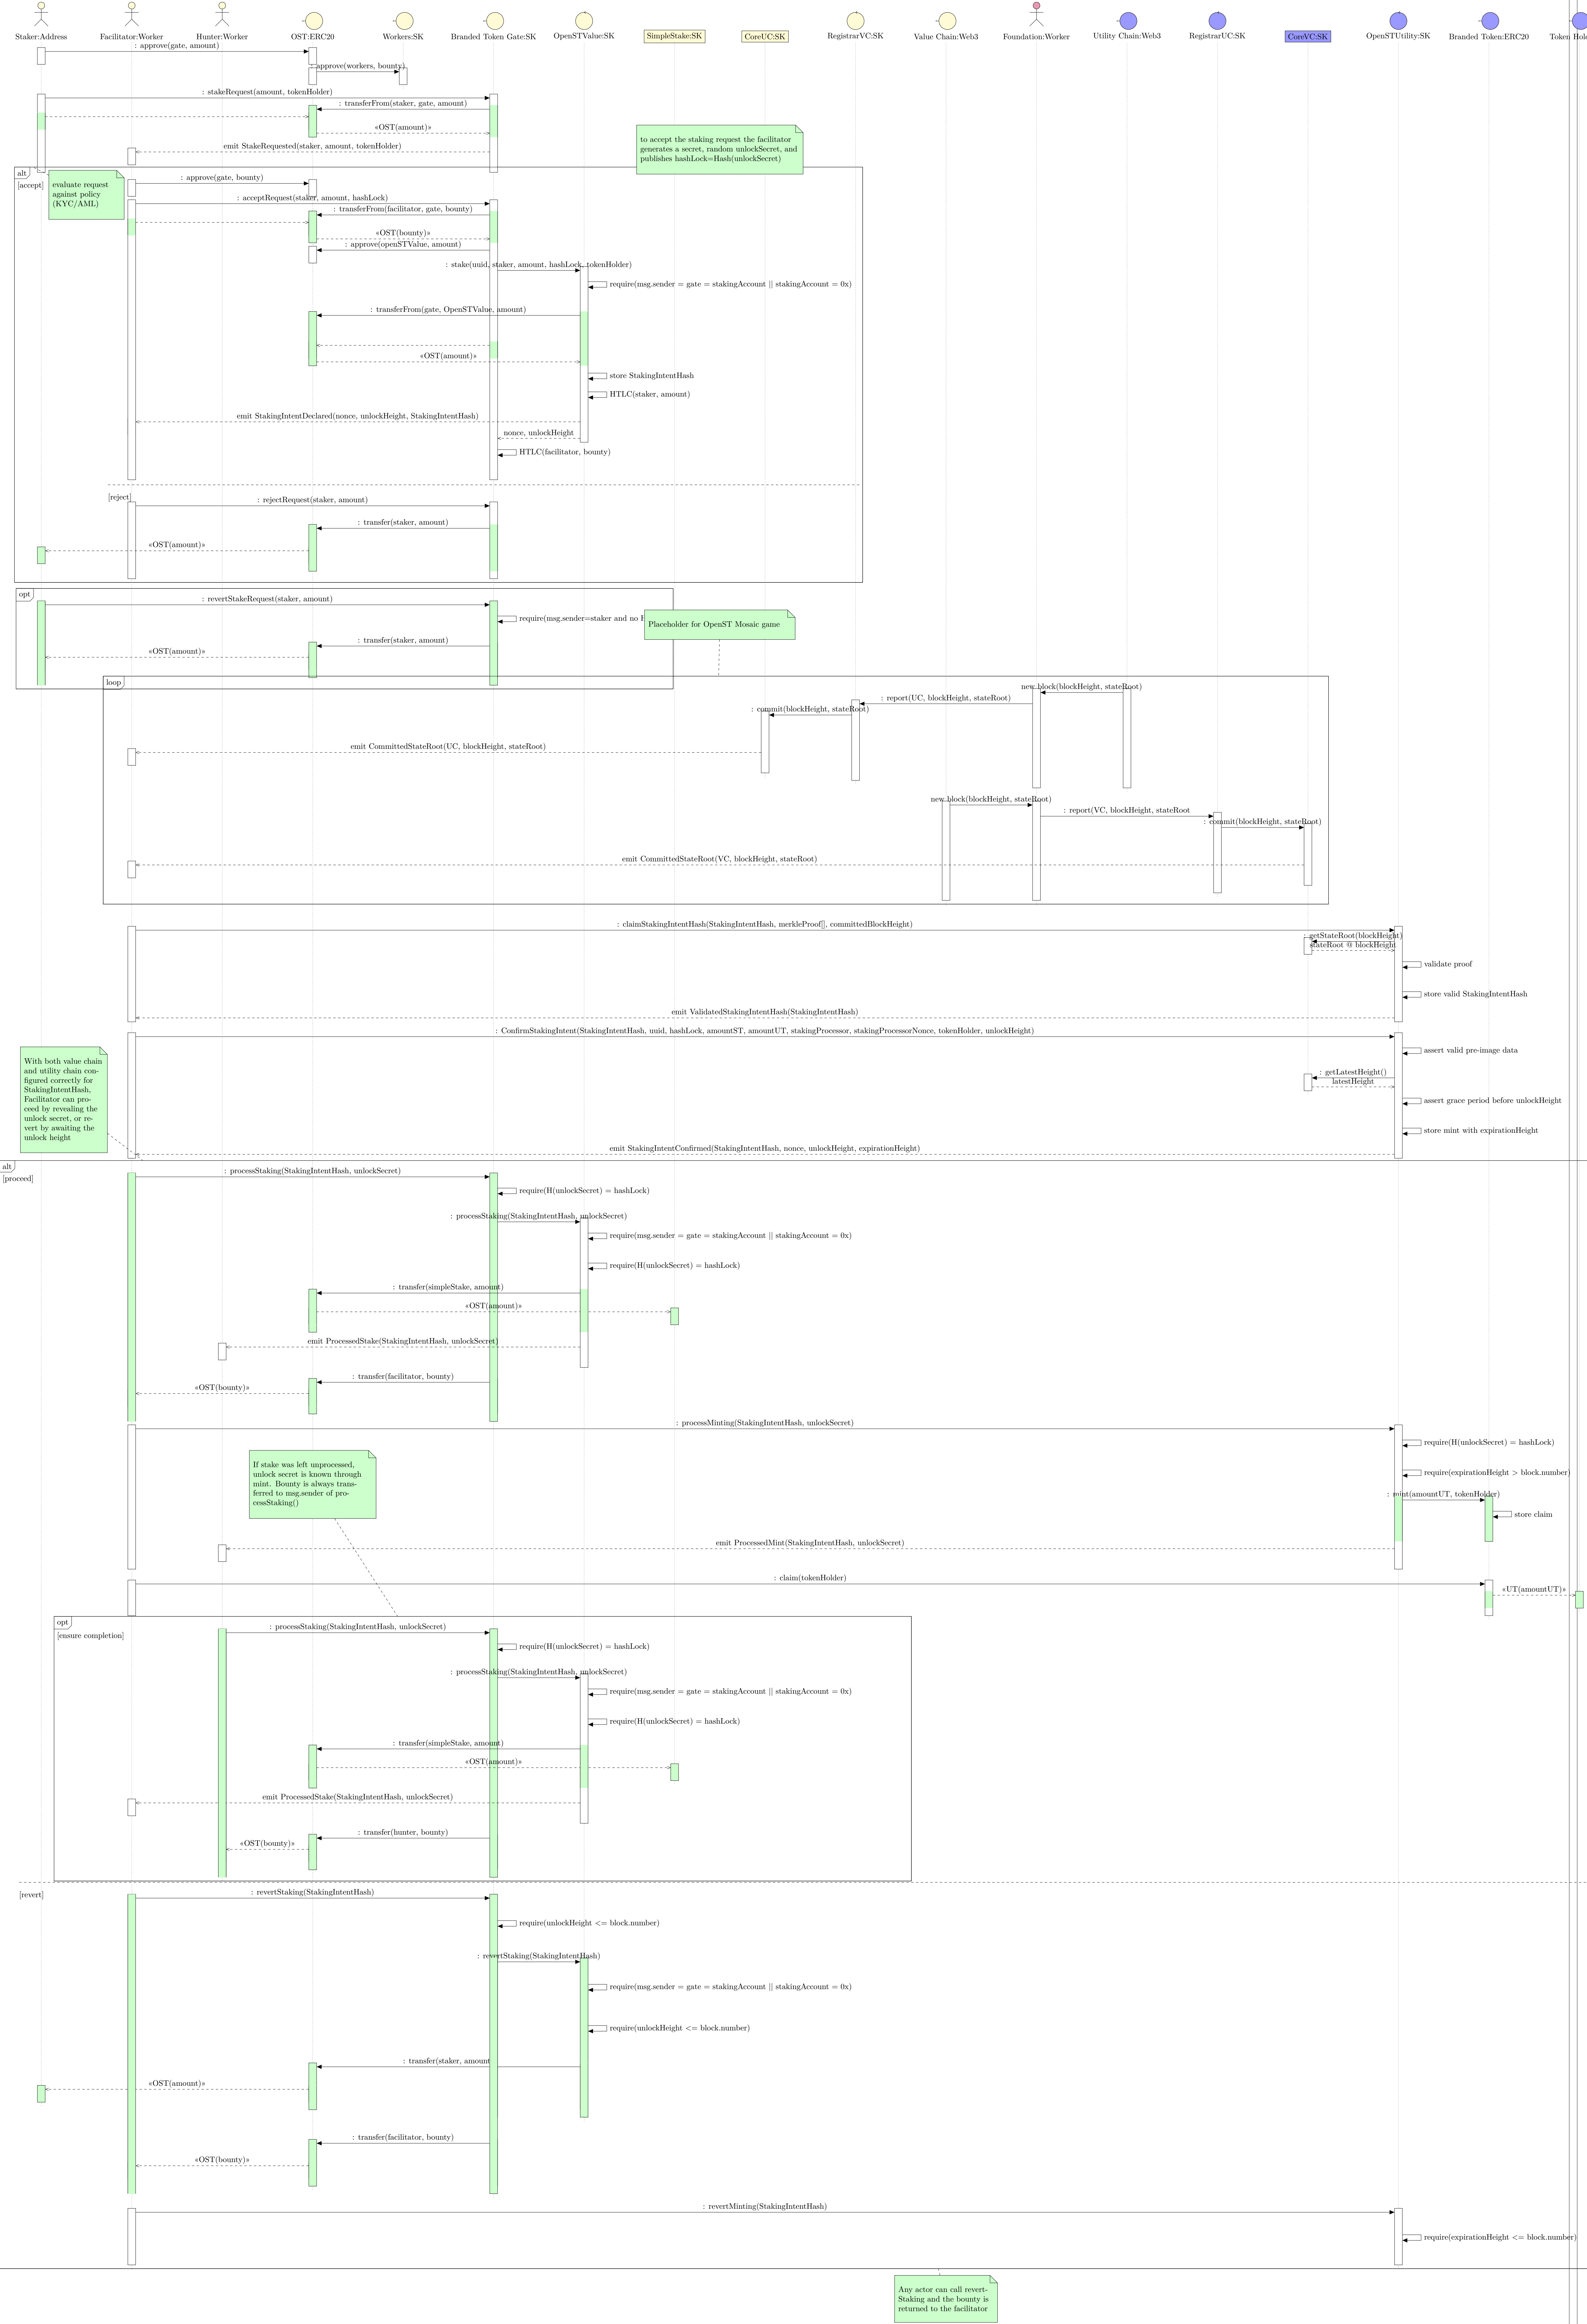 Staker:Address
Facilitator:Worker
Hunter:Worker
OST:ERC20
Workers:SK
Branded Token Gate:SK
OpenSTValue:SK
SimpleStake:SK
CoreUC:SK
RegistrarVC:SK
Value Chain:Web3
Foundation:Worker
Utility Chain:Web3
RegistrarUC:SK
CoreVC:SK
OpenSTUtility:SK
Branded Token:ERC20
Token
: approve(gate, amount)
: approve(workers, bounty)
: stakeRequest(amount, tokenHolder)
: transferFrom(staker, gate, amount)
«OST(amount)»
to accept the staking request the facilitator
generates a secret, random unlockSecret, and
publishes hashLock=Hash(unlockSecret)
emit StakeRequested(staker, amount, tokenHolder)
alt
[accept]
evaluate request
against policy
(KYC/AML)
: approve(gate, bounty)
: acceptRequest(staker, amount, hashLock)
: transferFrom(facilitator, gate, bounty)
«OST(bounty)»
: approve(openSTValue, amount)
: stake(uuid, staker, amount, hashLock, tokenHolder)
require(msg.sender = gate = stakingAccount || stakingAccount = 0x)
: transferFrom(gate, OpenSTValue, amount)
«OST(amount)»
store StakingIntentHash
HTLC(staker, amount)
emit StakingIntentDeclared(nonce, unlockHeight, StakingIntentHash)
nonce, unlockHeight
HTLC(facilitator, bounty)
[reject]
: rejectRequest(staker, amount)
: transfer(staker, amount)
«OST(amount)»
opt
: revertStakeRequest(staker, amount)
require(msg.sender=staker and no
Placeholder for OpenST Mosaic game
: transfer(staker, amount)
«OST(amount)»
loop
new block(blockHeight, stateRoot)
: report(UC, blockHeight, stateRoot)
: commit(blockHeight, stateRoot)
emit CommittedStateRoot(UC, blockHeight, stateRoot)
new block(blockHeight, stateRoot)
: report(VC, blockHeight, stateRoot
: commit(blockHeight, stateRoot)
emit CommittedStateRoot(VC, blockHeight, stateRoot)
: claimStakingIntentHash(StakingIntentHash, merkleProof[], committedBlockHeight)
: getStateRoot(blockHeight)
stateRoot @ blockHeight
validate proof
store valid StakingIntentHash
emit ValidatedStakingIntentHash(StakingIntentHash)
: ConfirmStakingIntent(StakingIntentHash, uuid, hashLock, amountST, amountUT, stakingProcessor, stakingProcessorNonce, tokenHolder, unlockHeight)
assert valid pre-image data
With both value chain
and utility chain con-
figured correctly for
StakingIntentHash,
Facilitator can pro-
ceed by revealing the
unlock secret, or re-
vert by awaiting the
unlock height
: getLatestHeight()
latestHeight
assert grace period before unlockHeight
store mint with expirationHeight
emit StakingIntentConfirmed(StakingIntentHash, nonce, unlockHeight, expirationHeight)
alt
[proceed]
: processStaking(StakingIntentHash, unlockSecret)
require(H(unlockSecret) = hashLock)
: processStaking(StakingIntentHash, unlockSecret)
require(msg.sender = gate = stakingAccount || stakingAccount = 0x)
require(H(unlockSecret) = hashLock)
: transfer(simpleStake, amount)
«OST(amount)»
emit ProcessedStake(StakingIntentHash, unlockSecret)
: transfer(facilitator, bounty)
«OST(bounty)»
: processMinting(StakingIntentHash, unlockSecret)
require(H(unlockSecret) = hashLock)
If stake was left unprocessed,
unlock secret is known through
mint. Bounty is always trans-
ferred to msg.sender of pro-
cessStaking()
require(expirationHeight > block.number)
: mint(amountUT, tokenHolder)
store claim
emit ProcessedMint(StakingIntentHash, unlockSecret)
: claim(tokenHolder)
«UT(amountUT)»
opt
[ensure completion]
: processStaking(StakingIntentHash, unlockSecret)
require(H(unlockSecret) = hashLock)
: processStaking(StakingIntentHash, unlockSecret)
require(msg.sender = gate = stakingAccount || stakingAccount = 0x)
require(H(unlockSecret) = hashLock)
: transfer(simpleStake, amount)
«OST(amount)»
emit ProcessedStake(StakingIntentHash, unlockSecret)
: transfer(hunter, bounty)
«OST(bounty)»
[revert]
: revertStaking(StakingIntentHash)
require(unlockHeight <= block.number)
: revertStaking(StakingIntentHash)
require(msg.sender = gate = stakingAccount || stakingAccount = 0x)
require(unlockHeight <= block.number)
: transfer(staker, amount
«OST(amount)»
: transfer(facilitator, bounty)
«OST(bounty)»
: revertMinting(StakingIntentHash)
require(expirationHeight <= block.number)
Any actor can call revert-
Staking and the bounty is
returned to the facilitator